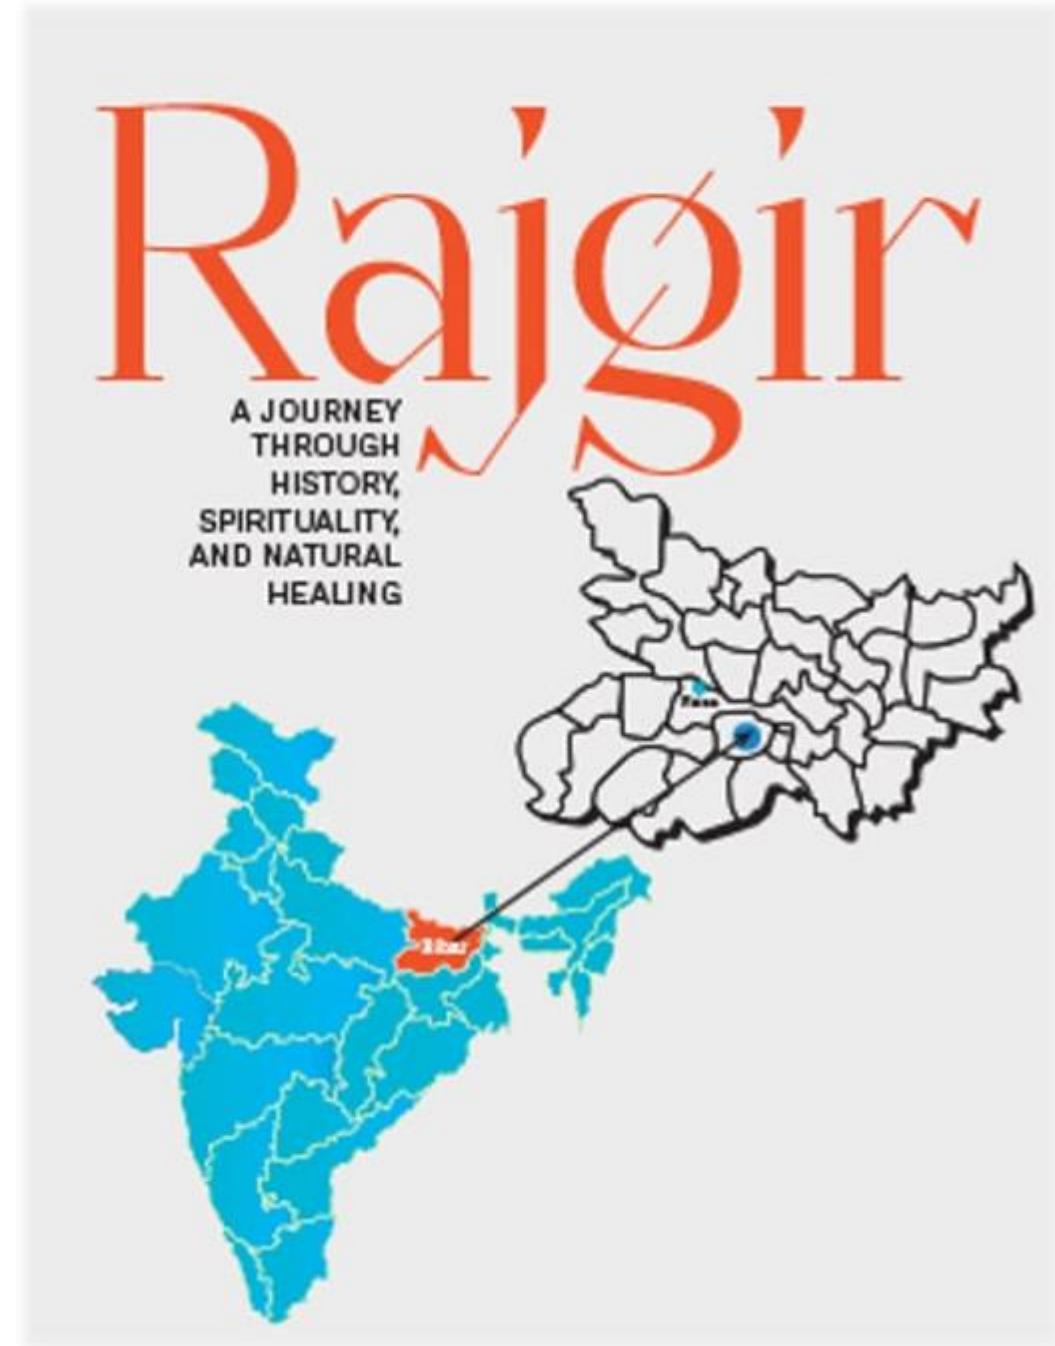 Rajgir
A JOURNEY
THROUGH
HISTORY,
SPIRITUALITY,
AND NATURAL
HEALING
Bihar